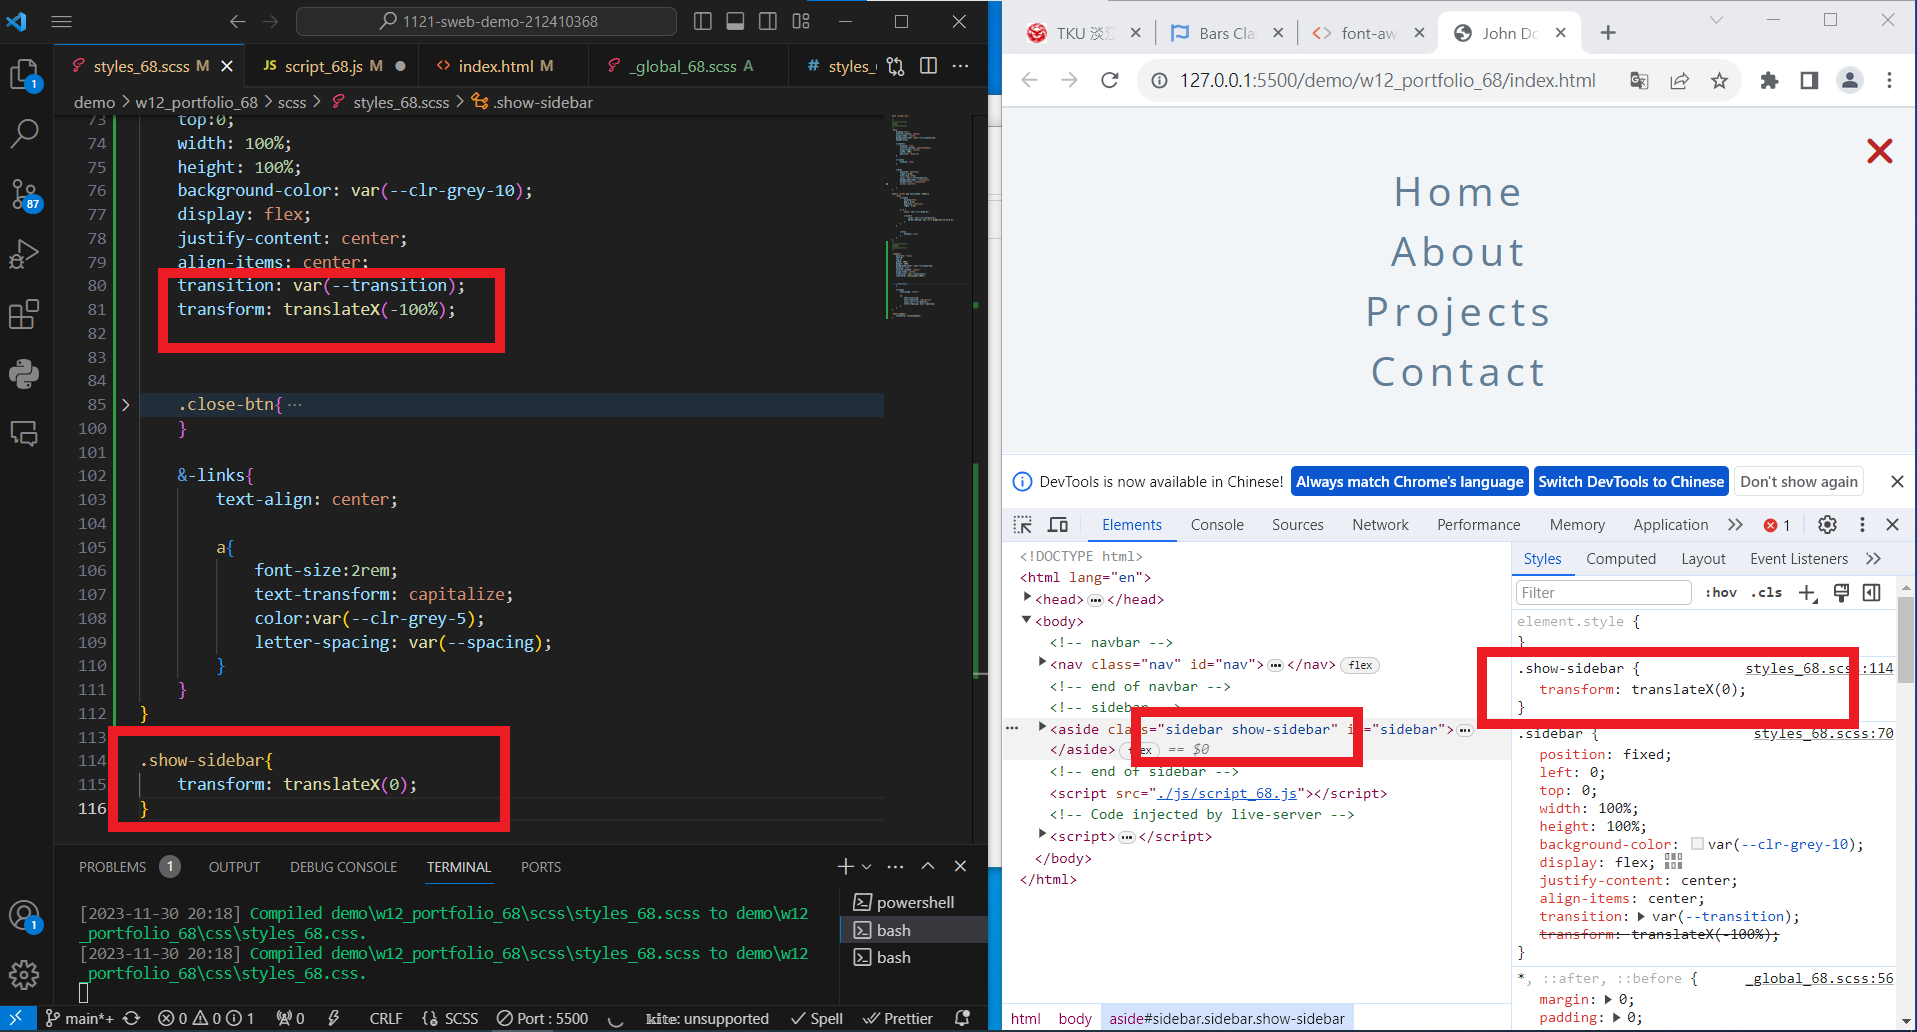 1121-sweb-demo-212410368
styles_68.scss M
JS script_68.js M
<> index.html M
_global_68.scss A
# styles_
demo > w12_portfolio_68 > scss > styles_68.scss > .show-sidebar
73 top:0;
74 width: 100%;
75 height: 100%;
76 background-color: var(--clr-grey-10);
77 display: flex;
78 justify-content: center;
79 align-items: center;
80 transition: var(--transition);
81 transform: translateX(-100%);
82
83
84
85 .close-btn{ ···
100 }
101
102 &-links{
103 text-align: center;
104
105 a{
106 font-size:2rem;
107 text-transform: capitalize;
108 color:var(--clr-grey-5);
109 letter-spacing: var(--spacing);
110 }
111 }
112 }
113
114 .show-sidebar{
115 transform: translateX(0);
116 }
PROBLEMS 1 OUTPUT DEBUG CONSOLE TERMINAL PORTS
[2023-11-30 20:18] Compiled demo\w12_portfolio_68\scss\styles_68.scss to demo\w12
_portfolio_68\css\styles_68.css.
[2023-11-30 20:18] Compiled demo\w12_portfolio_68\scss\styles_68.scss to demo\w12
_portfolio_68\css\styles_68.css.
powershell
bash
bash
1
87
1
main*+ 0 0 1 0 CRLF {} SCSS Port : 5500 kite: unsupported Spell Prettier
TKU 淡江
Bars Cla
font-aw
John Do
127.0.0.1:5500/demo/w12_portfolio_68/index.html
Home
About
Projects
Contact
DevTools is now available in Chinese! Always match Chrome's language Switch DevTools to Chinese Don't show again
Elements Console Sources Network Performance Memory Application >> 1
<!DOCTYPE html>
<html lang="en">
<head> ··· </head>
<body>
<!-- navbar -->
<nav class="nav" id="nav"> ··· </nav> flex
<!-- end of navbar -->
<!-- sidebar -->
<aside class="sidebar show-sidebar" id="sidebar"> ···
</aside> flex == $0
<!-- end of sidebar -->
<script src="./js/script_68.js"></script>
<!-- Code injected by live-server -->
<script> ··· </script>
</body>
</html>
html body aside#sidebar.sidebar.show-sidebar
Styles Computed Layout Event Listeners >>
Filter :hov .cls +
element.style {
}
.show-sidebar { styles_68.scss:114
transform: translateX(0);
}
.sidebar { styles_68.scss:70
position: fixed;
left: 0;
top: 0;
width: 100%;
height: 100%;
background-color: var(--clr-grey-10);
display: flex;
justify-content: center;
align-items: center;
transition: var(--transition);
transform: translateX(-100%);
}
*, ::after, ::before { _global_68.scss:56
margin: 0;
padding: 0;